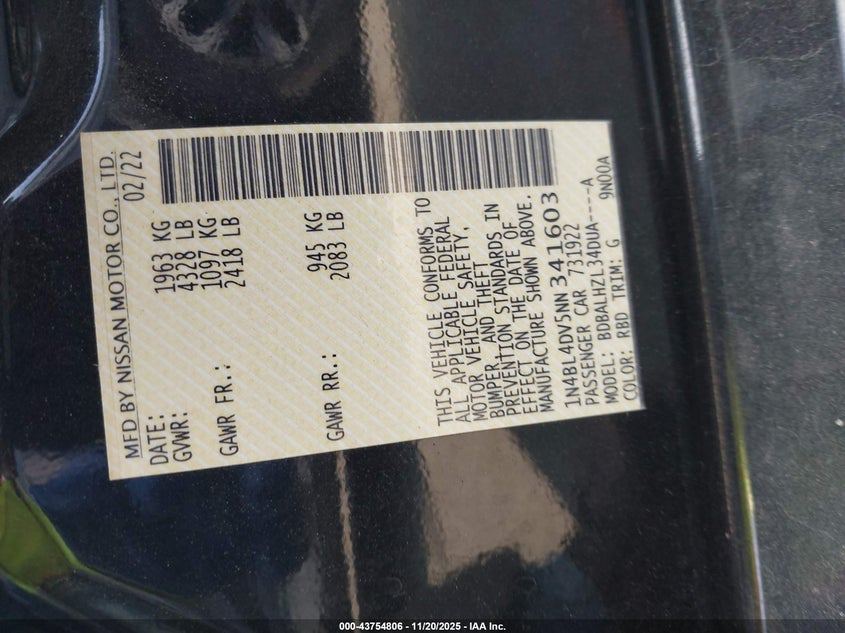 MFD BY NISSAN MOTOR CO., LTD.
DATE: 02/22
GVWR: 1963 KG
4328 LB
GAWR FR.: 1097 KG
2418 LB
GAWR RR.: 945 KG
2083 LB
THIS VEHICLE CONFORMS TO
ALL APPLICABLE FEDERAL
MOTOR VEHICLE SAFETY,
BUMPER, AND THEFT
PREVENTION STANDARDS IN
EFFECT ON THE DATE OF
MANUFACTURE SHOWN ABOVE.
1N4BL4DV5NN341603
PASSENGER CAR 731922
MODEL: BDBALHZL34DUA----A
COLOR: RBD TRIM: G 9N00A
000-43754806 - 11/20/2025 - IAA Inc.